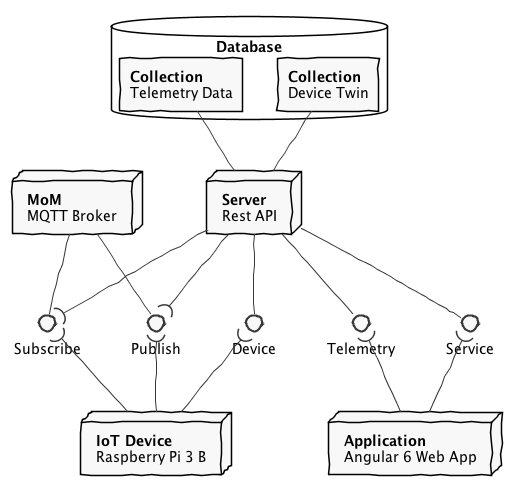 Database
Collection
Telemetry Data
Collection
Device Twin
MoM
MQTT Broker
Server
Rest API
Subscribe
Publish
Device
Telemetry
Service
IoT Device
Raspberry Pi 3 B
Application
Angular 6 Web App